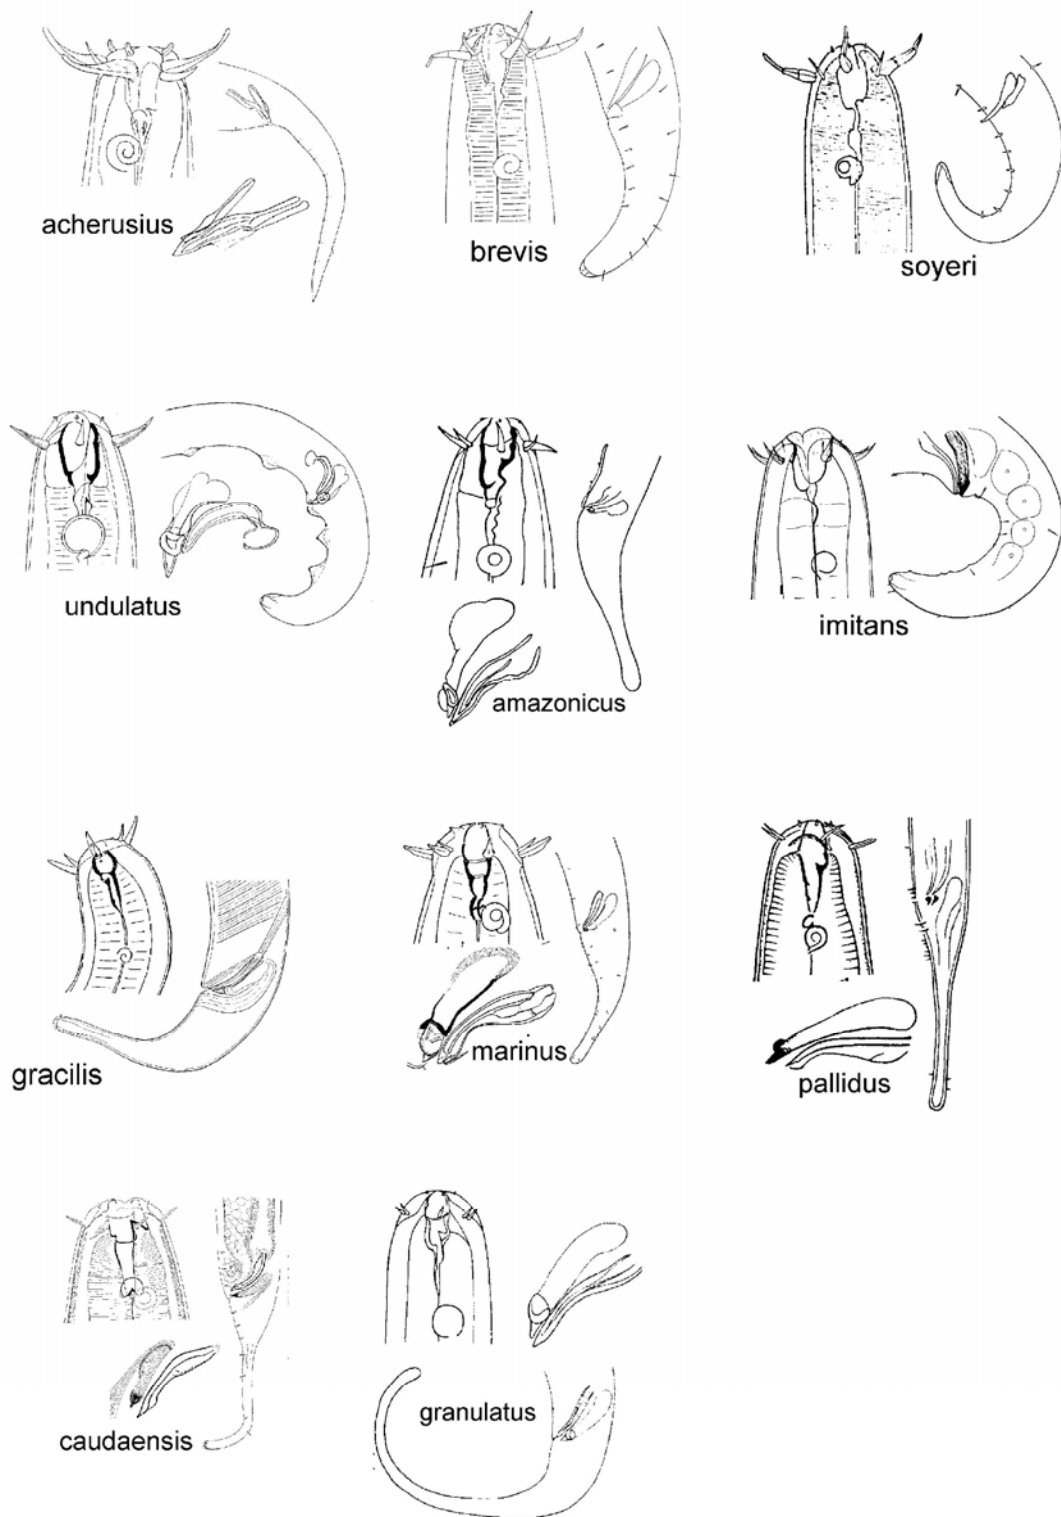 acherusius
brevis
soyeri
undulatus
amazonicus
imitans
gracilis
marinus
pallidus
caudaensis
granulatus